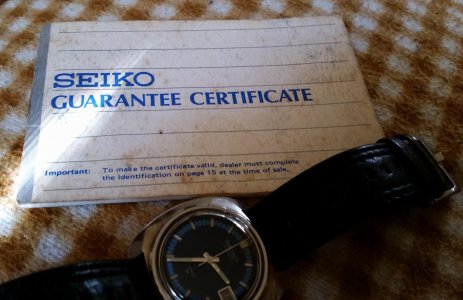 SEIKO
GUARANTEE CERTIFICATE
Important: To make the certificate valid, dealer must complete
the identification on page 15 at the time of sale.